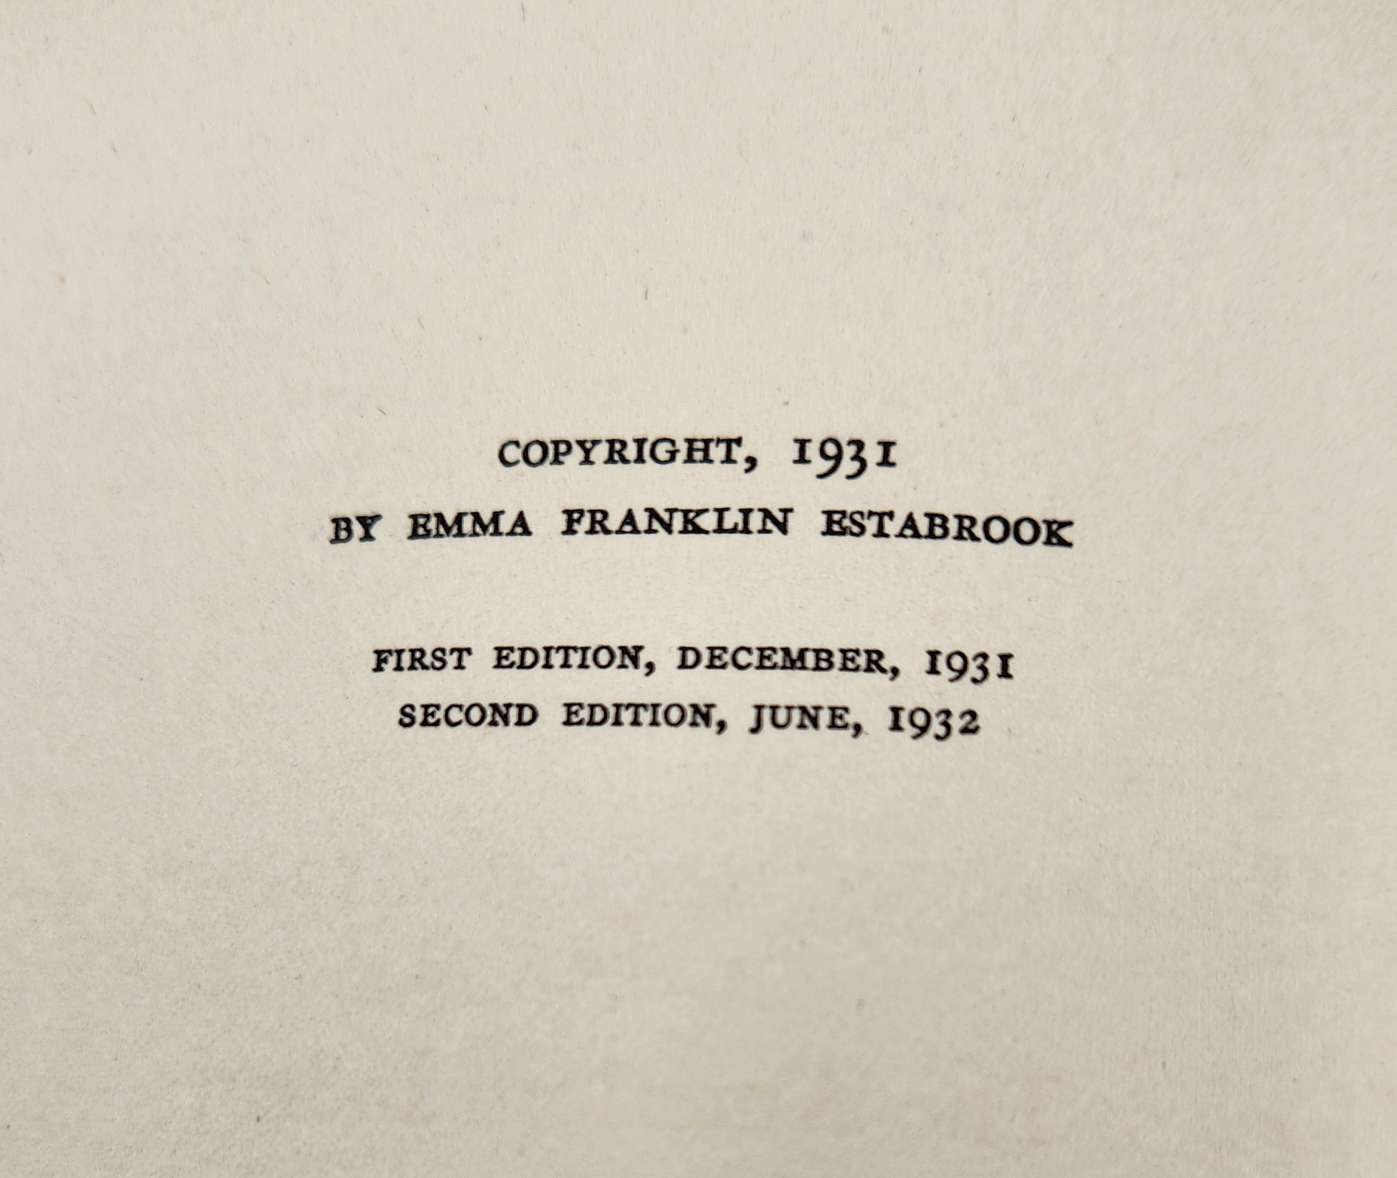 COPYRIGHT, 1931
BY EMMA FRANKLIN ESTABROOK
FIRST EDITION, DECEMBER, 1931
SECOND EDITION, JUNE, 1932